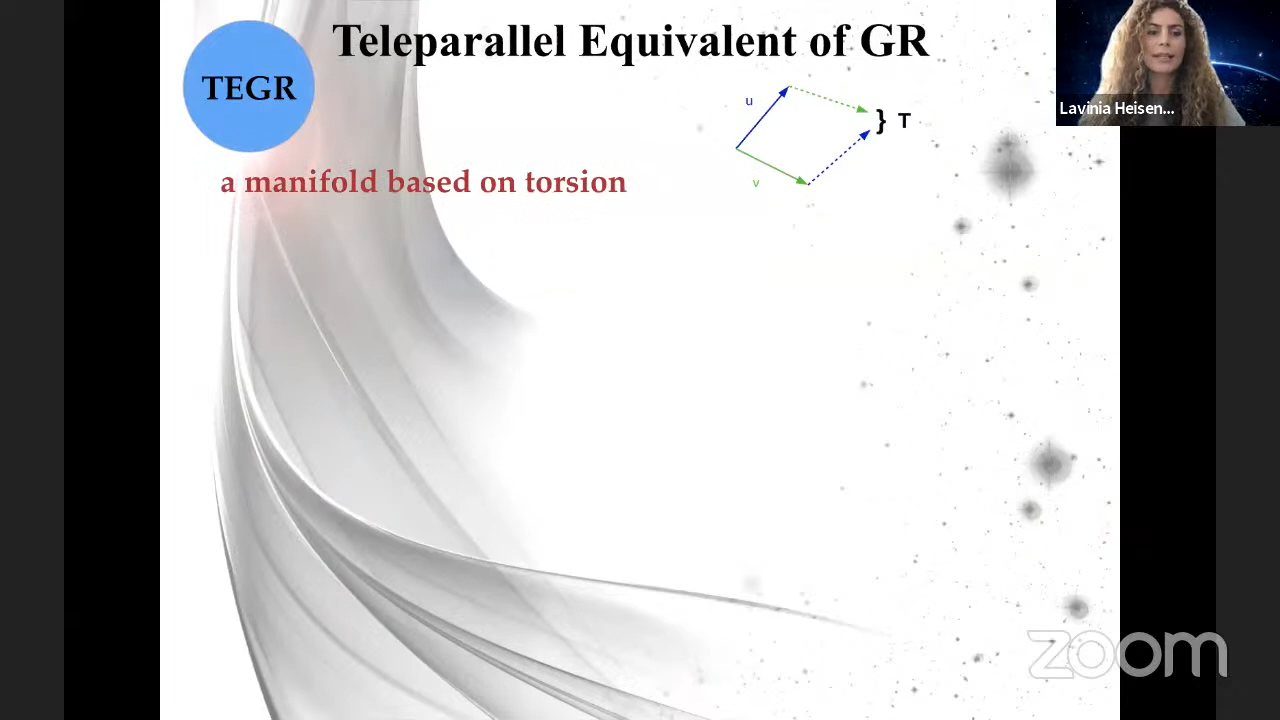 Teleparallel Equivalent of GR
TEGR
a manifold based on torsion
u
v
} T
Lavinia Heisen...
zoom